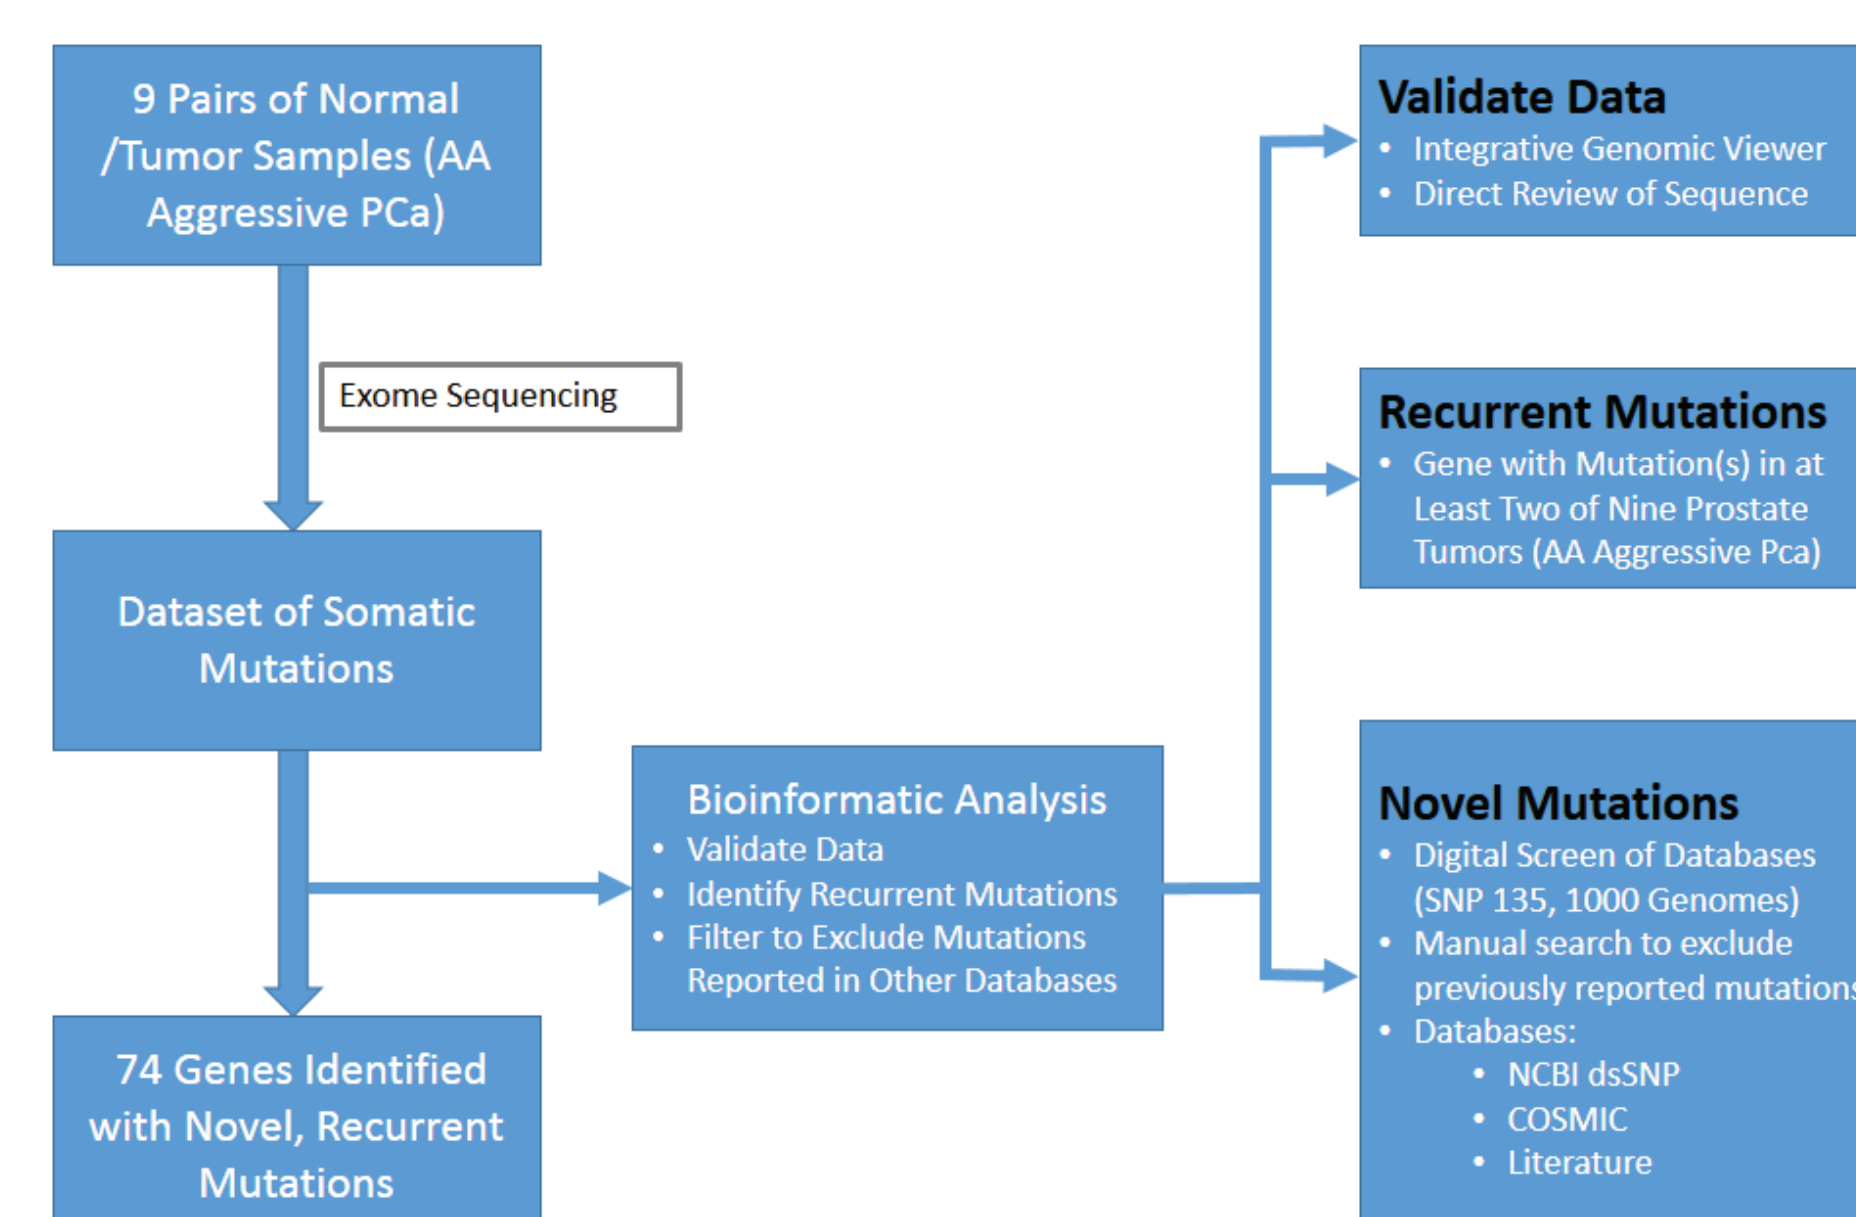 9 Pairs of Normal
/Tumor Samples (AA
Aggressive PCa)
Exome Sequencing
Dataset of Somatic
Mutations
74 Genes Identified
with Novel, Recurrent
Mutations
Bioinformatic Analysis
• Validate Data
• Identify Recurrent Mutations
• Filter to Exclude Mutations
Reported in Other Databases
Validate Data
• Integrative Genomic Viewer
• Direct Review of Sequence
Recurrent Mutations
• Gene with Mutation(s) in at
Least Two of Nine Prostate
Tumors (AA Aggressive Pca)
Novel Mutations
• Digital Screen of Databases
(SNP 135, 1000 Genomes)
• Manual search to exclude
previously reported mutations
• Databases:
• NCBI dsSNP
• COSMIC
• Literature